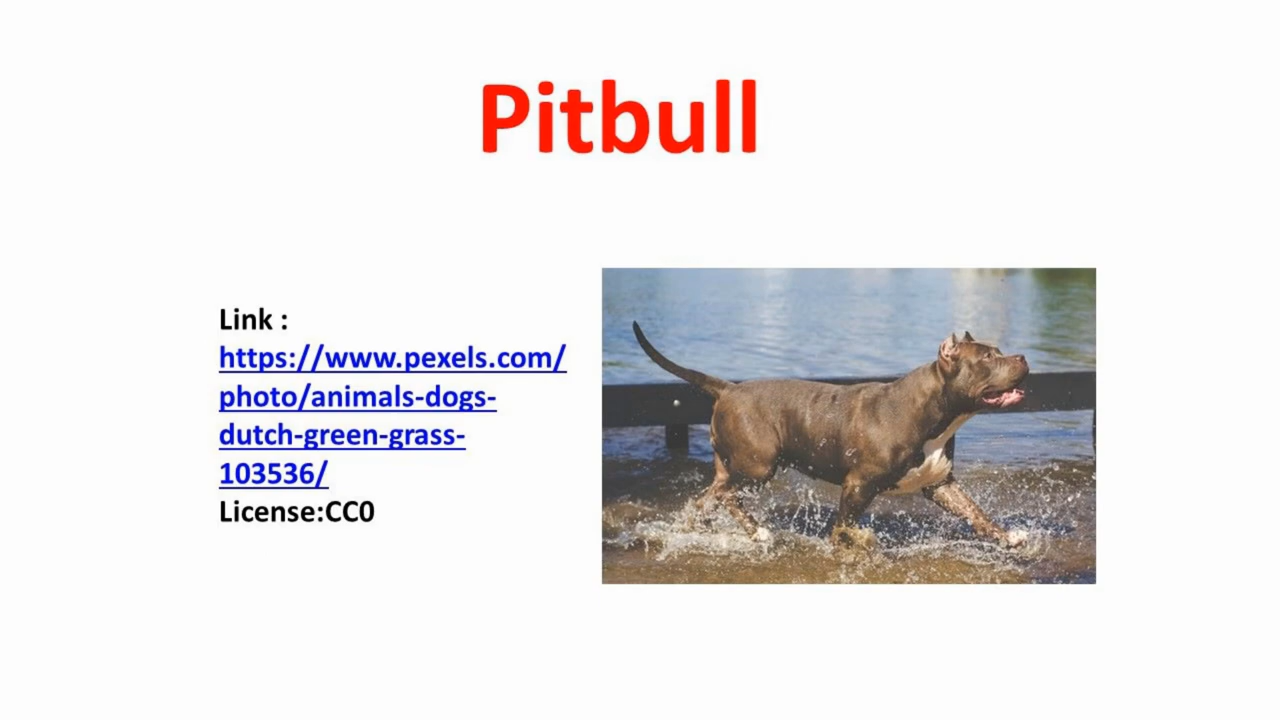 Pitbull
Link :
https://www.pexels.com/
photo/animals-dogs-
dutch-green-grass-
103536/
License:CC0